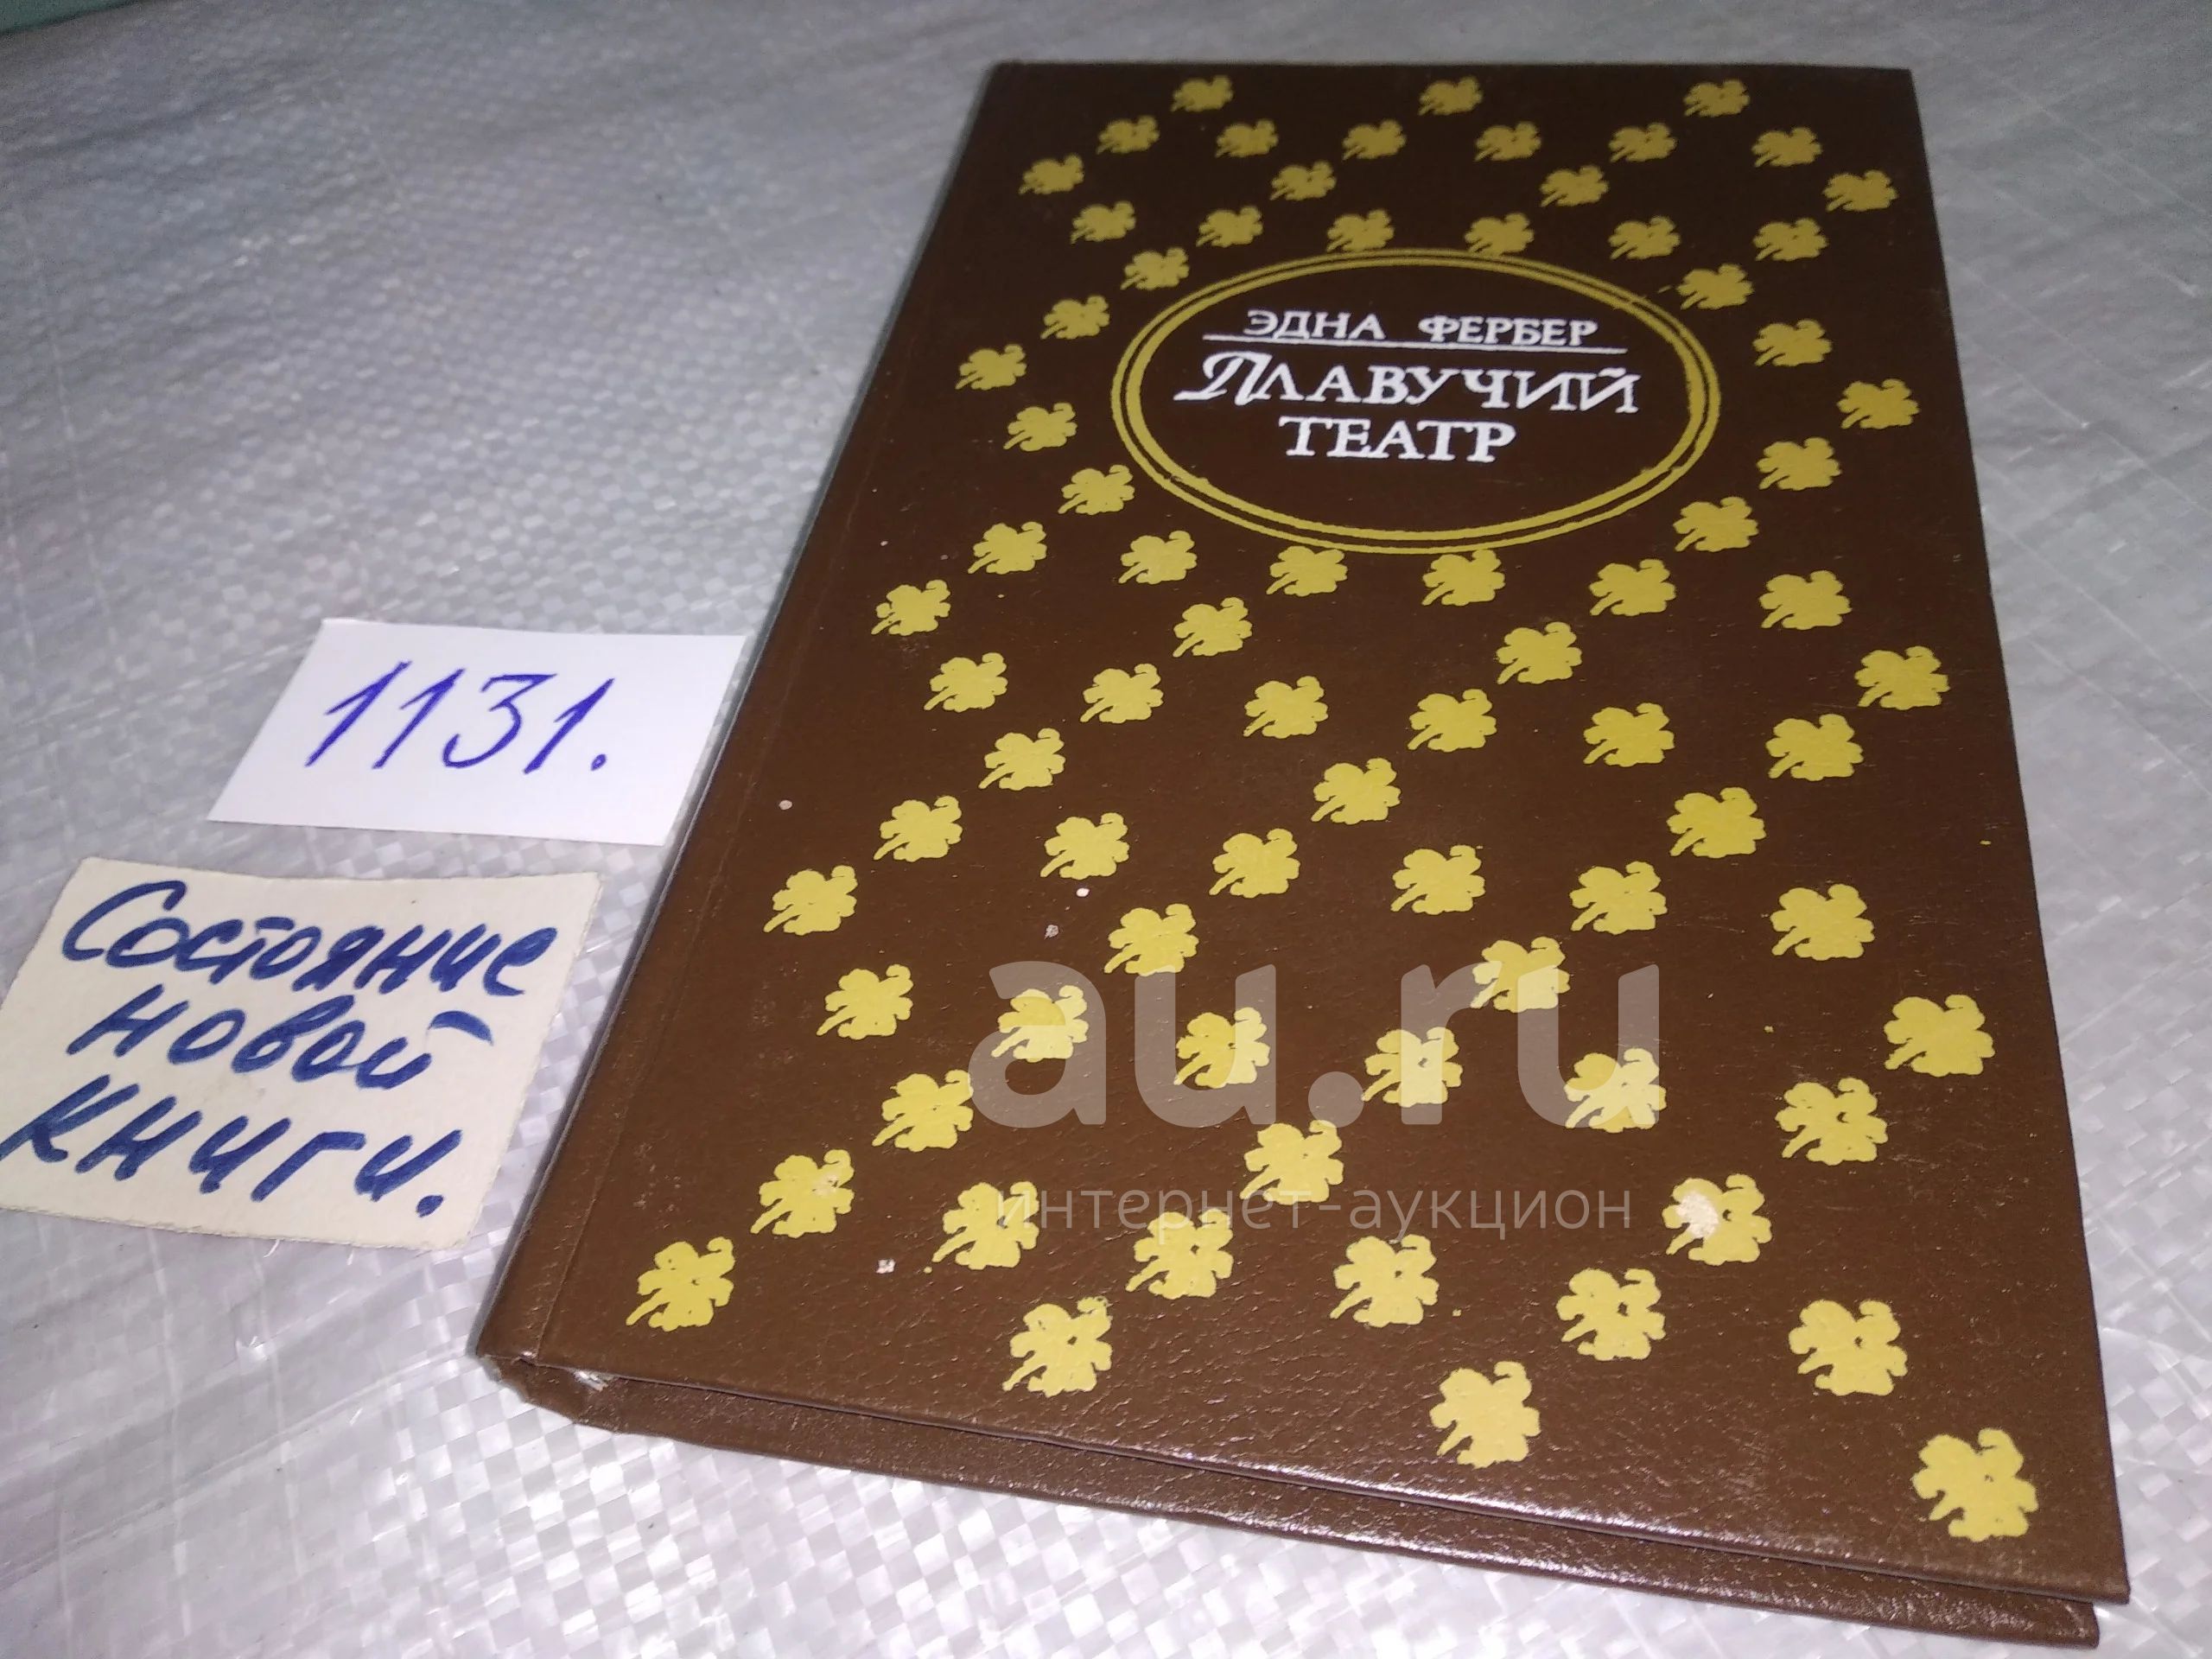 ЭДНА ФЕРБЕР
ПЛАВУЧИЙ
ТЕАТР
1131.
Состояние
новой
книги.
au.ru
интернет-аукцион